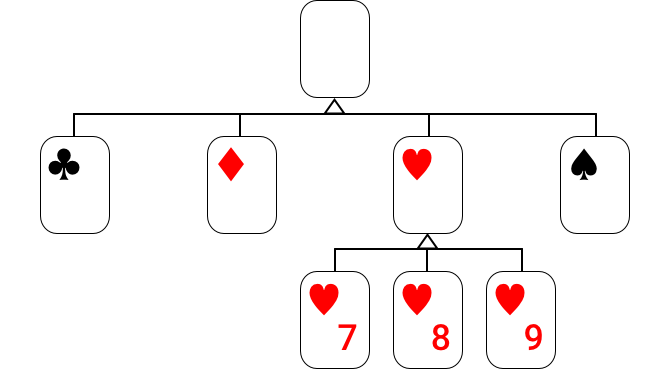 ♣ ♦ ♥ ♠
♥ ♥ ♥
7 8 9